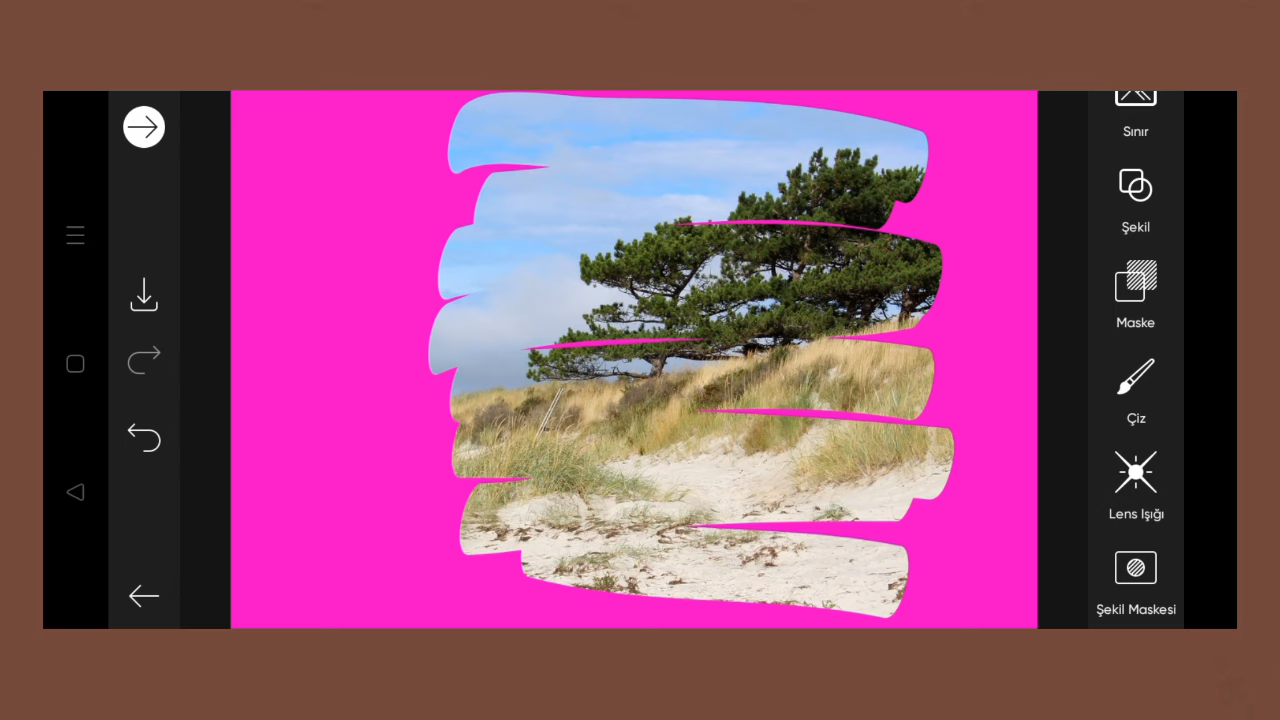 Sınır
Şekil
Maske
Çiz
Lens Işığı
Şekil Maskesi